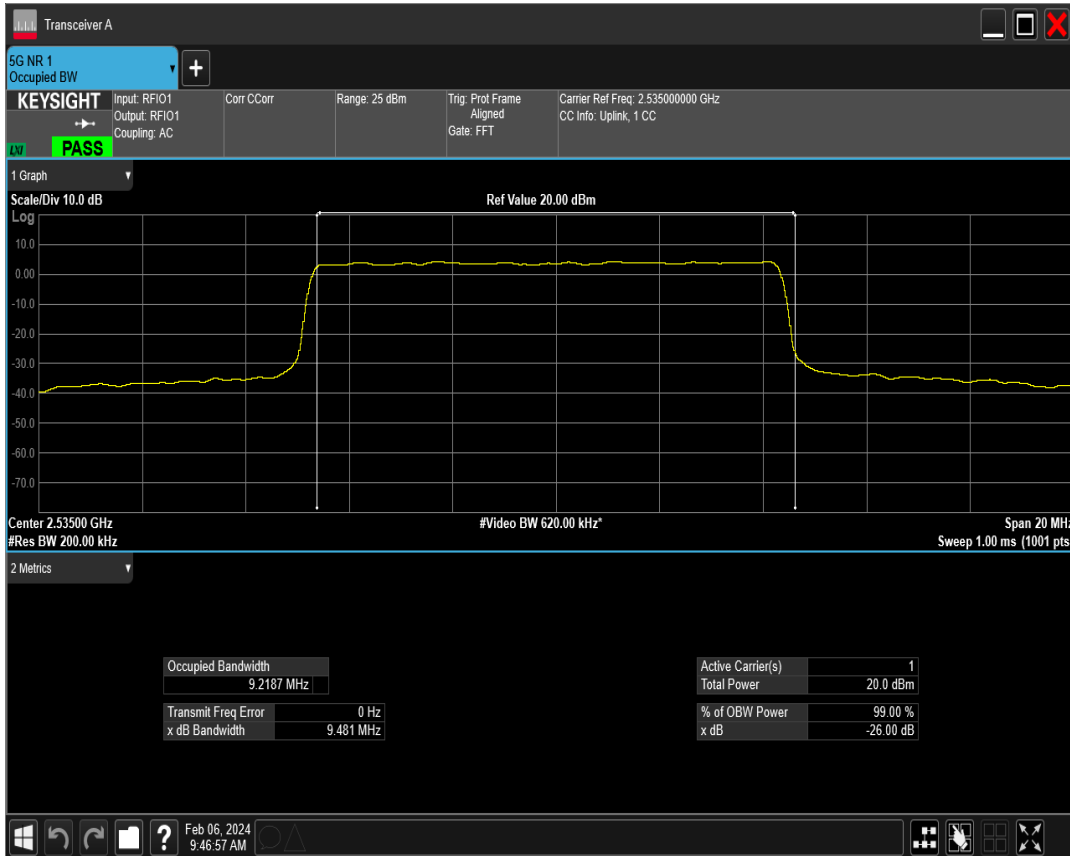 Transceiver A
5G NR 1
Occupied BW
+
KEYSIGHT
Input: RFIO1
Output: RFIO1
Coupling: AC
Corr CCorr
Range: 25 dBm
Trig: Prot Frame
Aligned
Gate: FFT
Carrier Ref Freq: 2.535000000 GHz
CC Info: Uplink, 1 CC
LXI
PASS
1 Graph
Scale/Div 10.0 dB
Ref Value 20.00 dBm
Log
10.0
0.00
-10.0
-20.0
-30.0
-40.0
-50.0
-60.0
-70.0
Center 2.53500 GHz
#Video BW 620.00 kHz*
Span 20 MHz
#Res BW 200.00 kHz
Sweep 1.00 ms (1001 pts
2 Metrics
Occupied Bandwidth
9.2187 MHz
Transmit Freq Error 0 Hz
x dB Bandwidth 9.481 MHz
Active Carrier(s) 1
Total Power 20.0 dBm
% of OBW Power 99.00 %
x dB -26.00 dB
?
Feb 06, 2024
9:46:57 AM